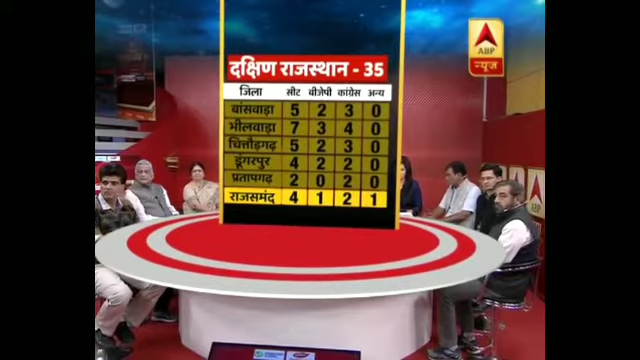 ABP
न्यूज़
दक्षिण राजस्थान - 35
जिला सीट बीजेपी कांग्रेस अन्य
बांसवाड़ा 5 2 3 0
भीलवाड़ा 7 3 4 0
चित्तौड़गढ़ 5 2 3 0
डूंगरपुर 4 2 2 0
प्रतापगढ़ 2 0 2 0
राजसमंद 4 1 2 1
ABP